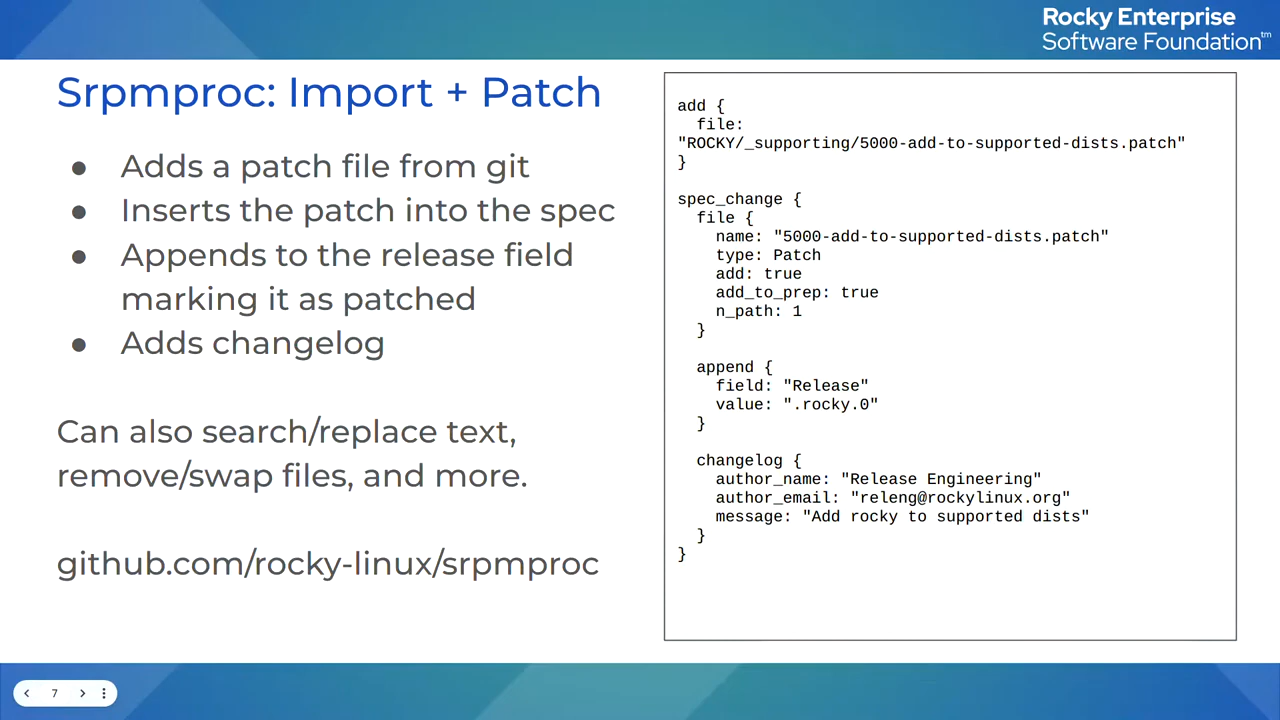 Rocky Enterprise
Software Foundation™
Srpmproc: Import + Patch
● Adds a patch file from git
● Inserts the patch into the spec
● Appends to the release field
marking it as patched
● Adds changelog
Can also search/replace text,
remove/swap files, and more.
github.com/rocky-linux/srpmproc
add {
  file:
"ROCKY/_supporting/5000-add-to-supported-dists.patch"
}
spec_change {
  file {
    name: "5000-add-to-supported-dists.patch"
    type: Patch
    add: true
    add_to_prep: true
    n_path: 1
  }
  append {
    field: "Release"
    value: ".rocky.0"
  }
  changelog {
    author_name: "Release Engineering"
    author_email: "releng@rockylinux.org"
    message: "Add rocky to supported dists"
  }
}
7